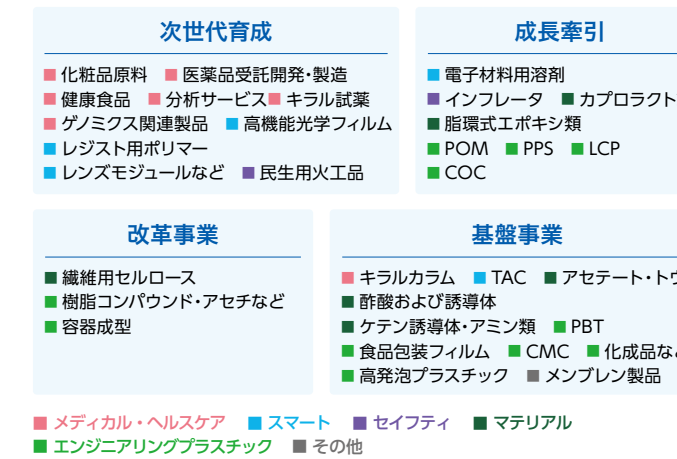 次世代育成
■ 化粧品原料 ■ 医薬品受託開発・製造
■ 健康食品 ■ 分析サービス ■ キラル試薬
■ ゲノミクス関連製品 ■ 高機能光学フィルム
■ レジスト用ポリマー
■ レンズモジュールなど ■ 民生用火工品
成長牽引
■ 電子材料用溶剤
■ インフレータ ■ カプロラクト
■ 脂環式エポキシ類
■ POM ■ PPS ■ LCP
■ COC
改革事業
■ 繊維用セルロース
■ 樹脂コンパウンド・アセチなど
■ 容器成型
基盤事業
■ キラルカラム ■ TAC ■ アセテート・トウ
■ 酢酸および誘導体
■ ケテン誘導体・アミン類 ■ PBT
■ 食品包装フィルム ■ CMC ■ 化成品な
■ 高発泡プラスチック ■ メンブレン製品
■ メディカル・ヘルスケア ■ スマート ■ セイフティ ■ マテリアル
■ エンジニアリングプラスチック ■ その他